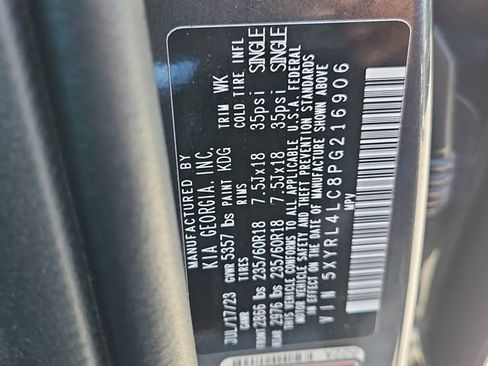 MANUFACTURED BY
KIA GEORGIA, INC.
JUL/17/23 GVWR 5357 lbs PAINT KDG TRIM WK
GAWR TIRES RIMS COLD TIRE INFL
FRONT 2866 lbs 235/60R18 7.5Jx18 35psi SINGLE
REAR 2976 lbs 235/60R18 7.5Jx18 35psi SINGLE
THIS VEHICLE CONFORMS TO ALL APPLICABLE U.S.A. FEDERAL
MOTOR VEHICLE SAFETY AND THEFT PREVENTION STANDARDS
IN EFFECT ON THE DATE OF MANUFACTURE SHOWN ABOVE
VIN 5XYRL4LC8PG216906
MPV